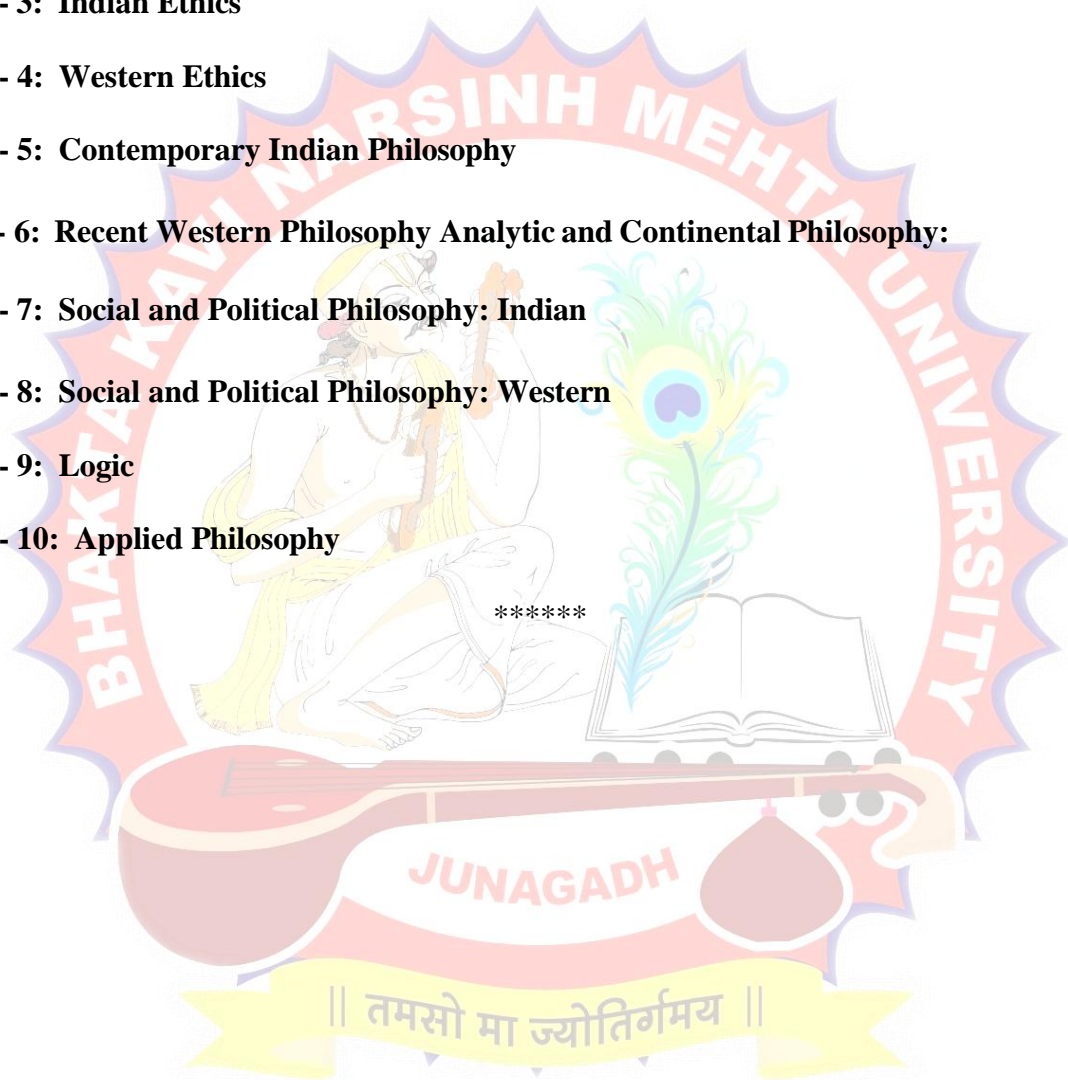 - 3: Indian Ethics
- 4: Western Ethics
- 5: Contemporary Indian Philosophy
- 6: Recent Western Philosophy Analytic and Continental Philosophy:
- 7: Social and Political Philosophy: Indian
- 8: Social and Political Philosophy: Western
- 9: Logic
- 10: Applied Philosophy
******
BHAKTA KAVI NARSINH MEHTA UNIVERSITY
JUNAGADH
|| तमसो मा ज्योतिर्गमय ||